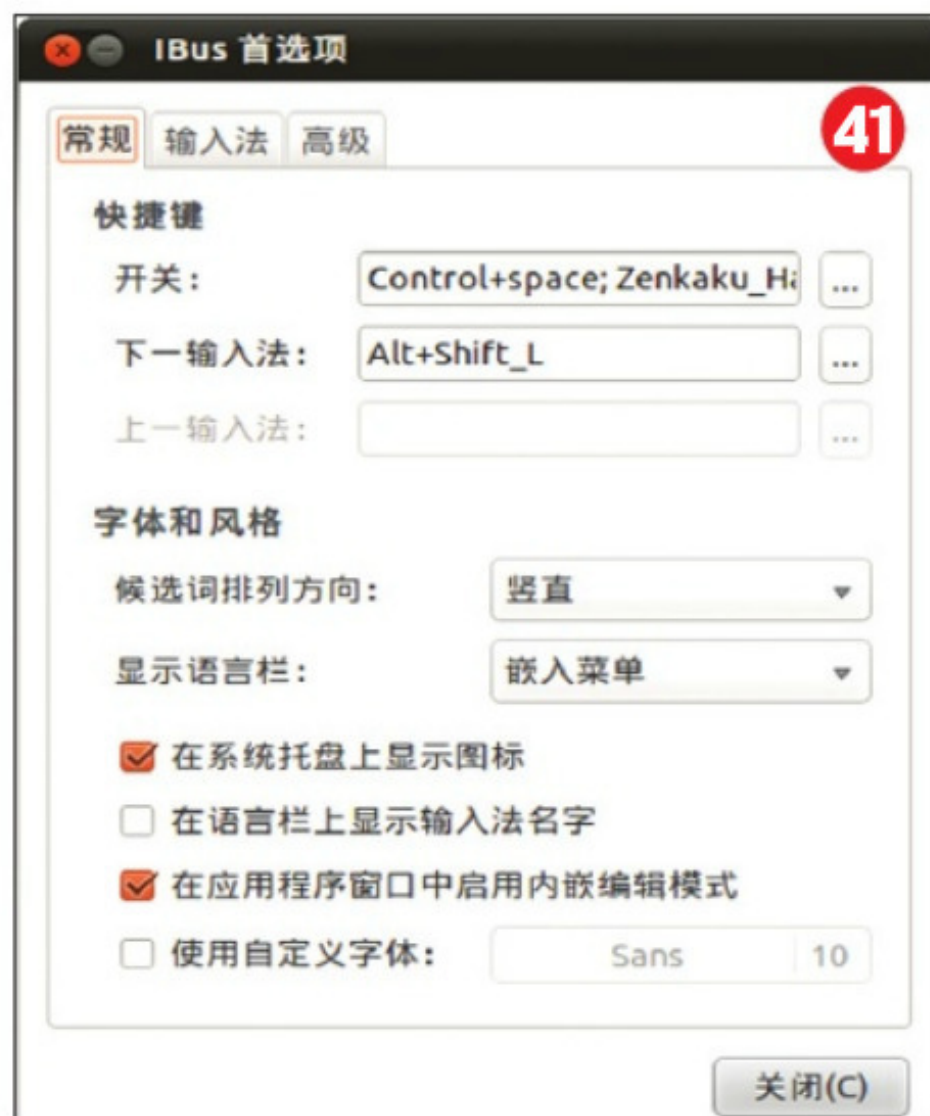 IBus 首选项
常规 输入法 高级
41
快捷键
开关: Control+space; Zenkaku_Ha ...
下一输入法: Alt+Shift_L ...
上一输入法: ...
字体和风格
候选词排列方向: 竖直
显示语言栏: 嵌入菜单
在系统托盘上显示图标
在语言栏上显示输入法名字
在应用程序窗口中启用内嵌编辑模式
使用自定义字体: Sans 10
关闭(C)